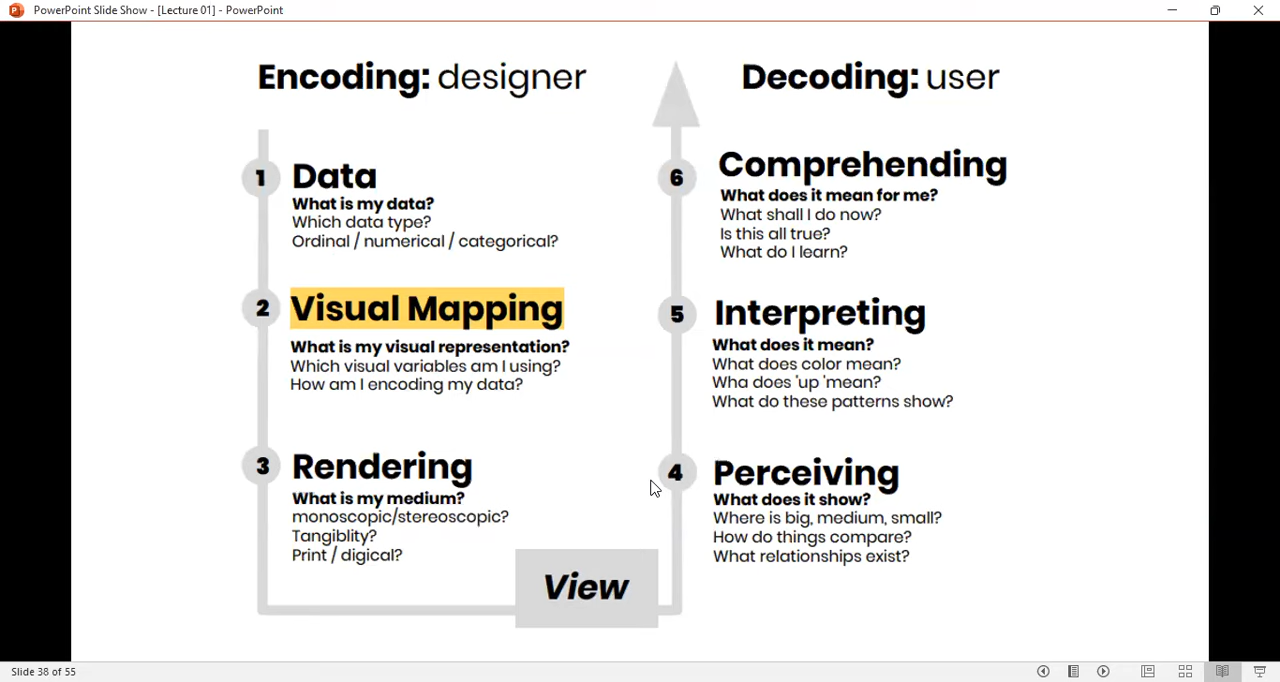 PowerPoint Slide Show - [Lecture 01] - PowerPoint
Encoding: designer
1 Data
What is my data?
Which data type?
Ordinal / numerical / categorical?
2 Visual Mapping
What is my visual representation?
Which visual variables am I using?
How am I encoding my data?
3 Rendering
What is my medium?
monoscopic/stereoscopic?
Tangiblity?
Print / digical?
View
Decoding: user
6 Comprehending
What does it mean for me?
What shall I do now?
Is this all true?
What do I learn?
5 Interpreting
What does it mean?
What does color mean?
Wha does 'up 'mean?
What do these patterns show?
4 Perceiving
What does it show?
Where is big, medium, small?
How do things compare?
What relationships exist?
Slide 38 of 55